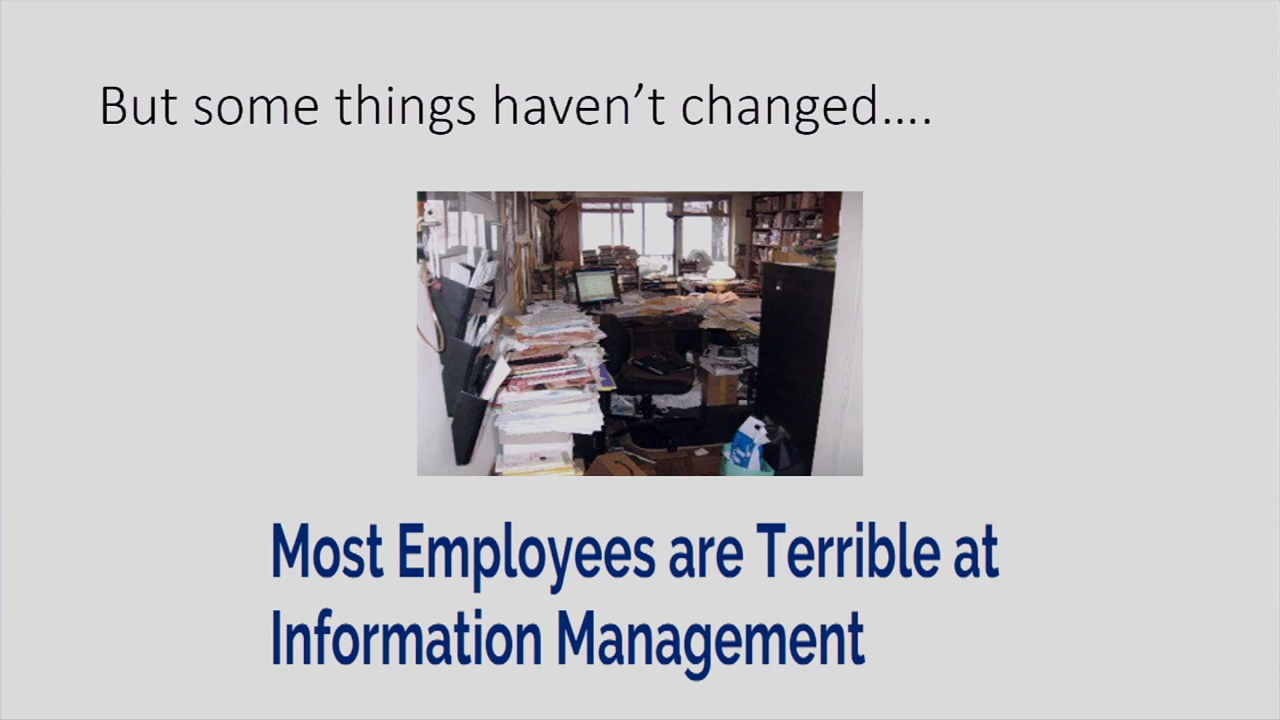 But some things haven’t changed….
Most Employees are Terrible at
Information Management